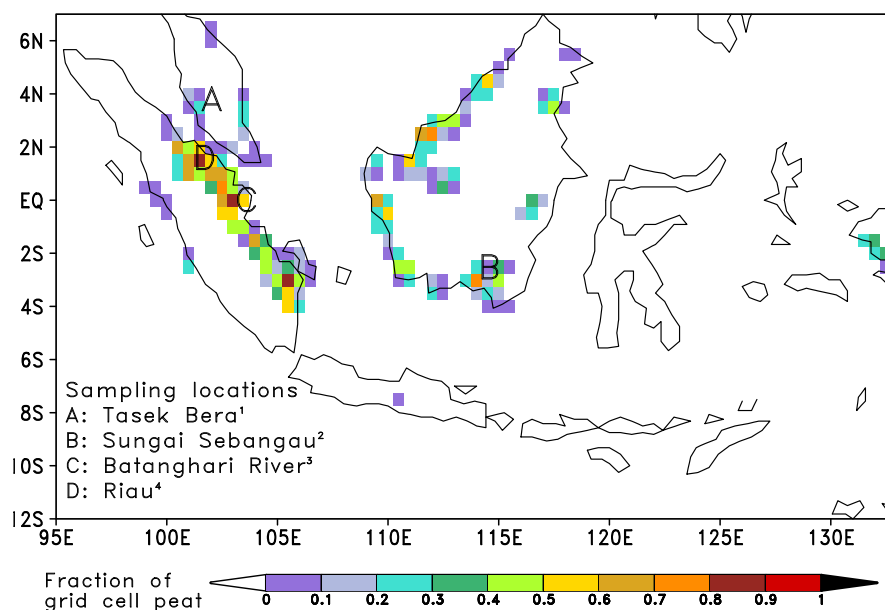 6N
4N
2N
EQ
2S
4S
6S
8S
10S
12S
A
D
C
B
Sampling locations
A: Tasek Bera¹
B: Sungai Sebangau²
C: Batanghari River³
D: Riau⁴
95E 100E 105E 110E 115E 120E 125E 130E
Fraction of
grid cell peat
0 0.1 0.2 0.3 0.4 0.5 0.6 0.7 0.8 0.9 1